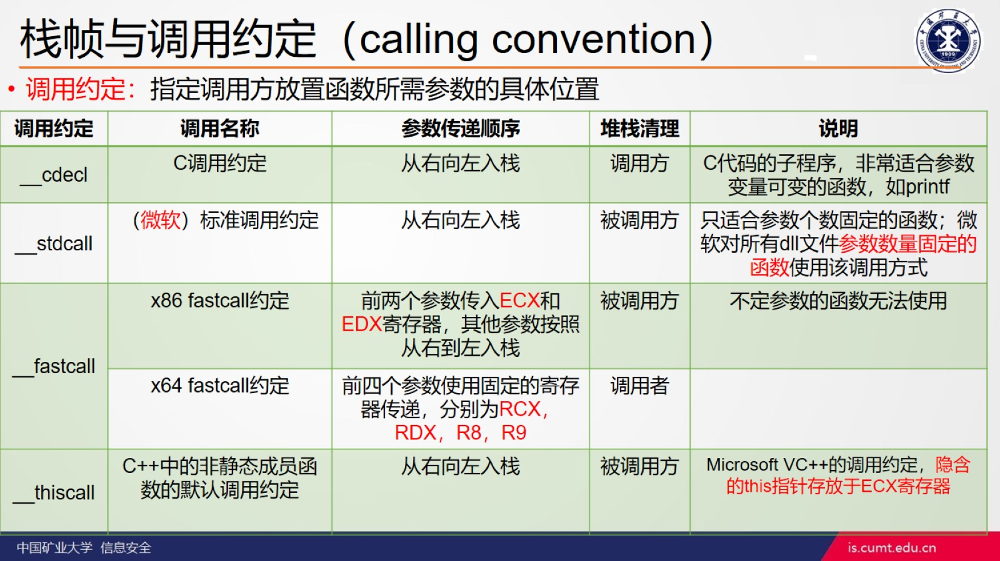 栈帧与调用约定（calling convention）
• 调用约定：指定调用方放置函数所需参数的具体位置
调用约定 调用名称 参数传递顺序 堆栈清理 说明
__cdecl
C调用约定
从右向左入栈
调用方
C代码的子程序，非常适合参数
变量可变的函数，如printf
__stdcall
（微软）标准调用约定
从右向左入栈
被调用方
只适合参数个数固定的函数；微
软对所有dll文件参数数量固定的
函数使用该调用方式
__fastcall
x86 fastcall约定
前两个参数传入ECX和
EDX寄存器，其他参数按照
从右到左入栈
被调用方
不定参数的函数无法使用
x64 fastcall约定
前四个参数使用固定的寄存
器传递，分别为RCX，
RDX，R8，R9
调用者
__thiscall
C++中的非静态成员函
数的默认调用约定
从右向左入栈
被调用方
Microsoft VC++的调用约定，隐含
的this指针存放于ECX寄存器
中国矿业大学 信息安全
is.cumt.edu.cn
中国矿业大学
CHINA UNIVERSITY OF MINING AND TECHNOLOGY
1909